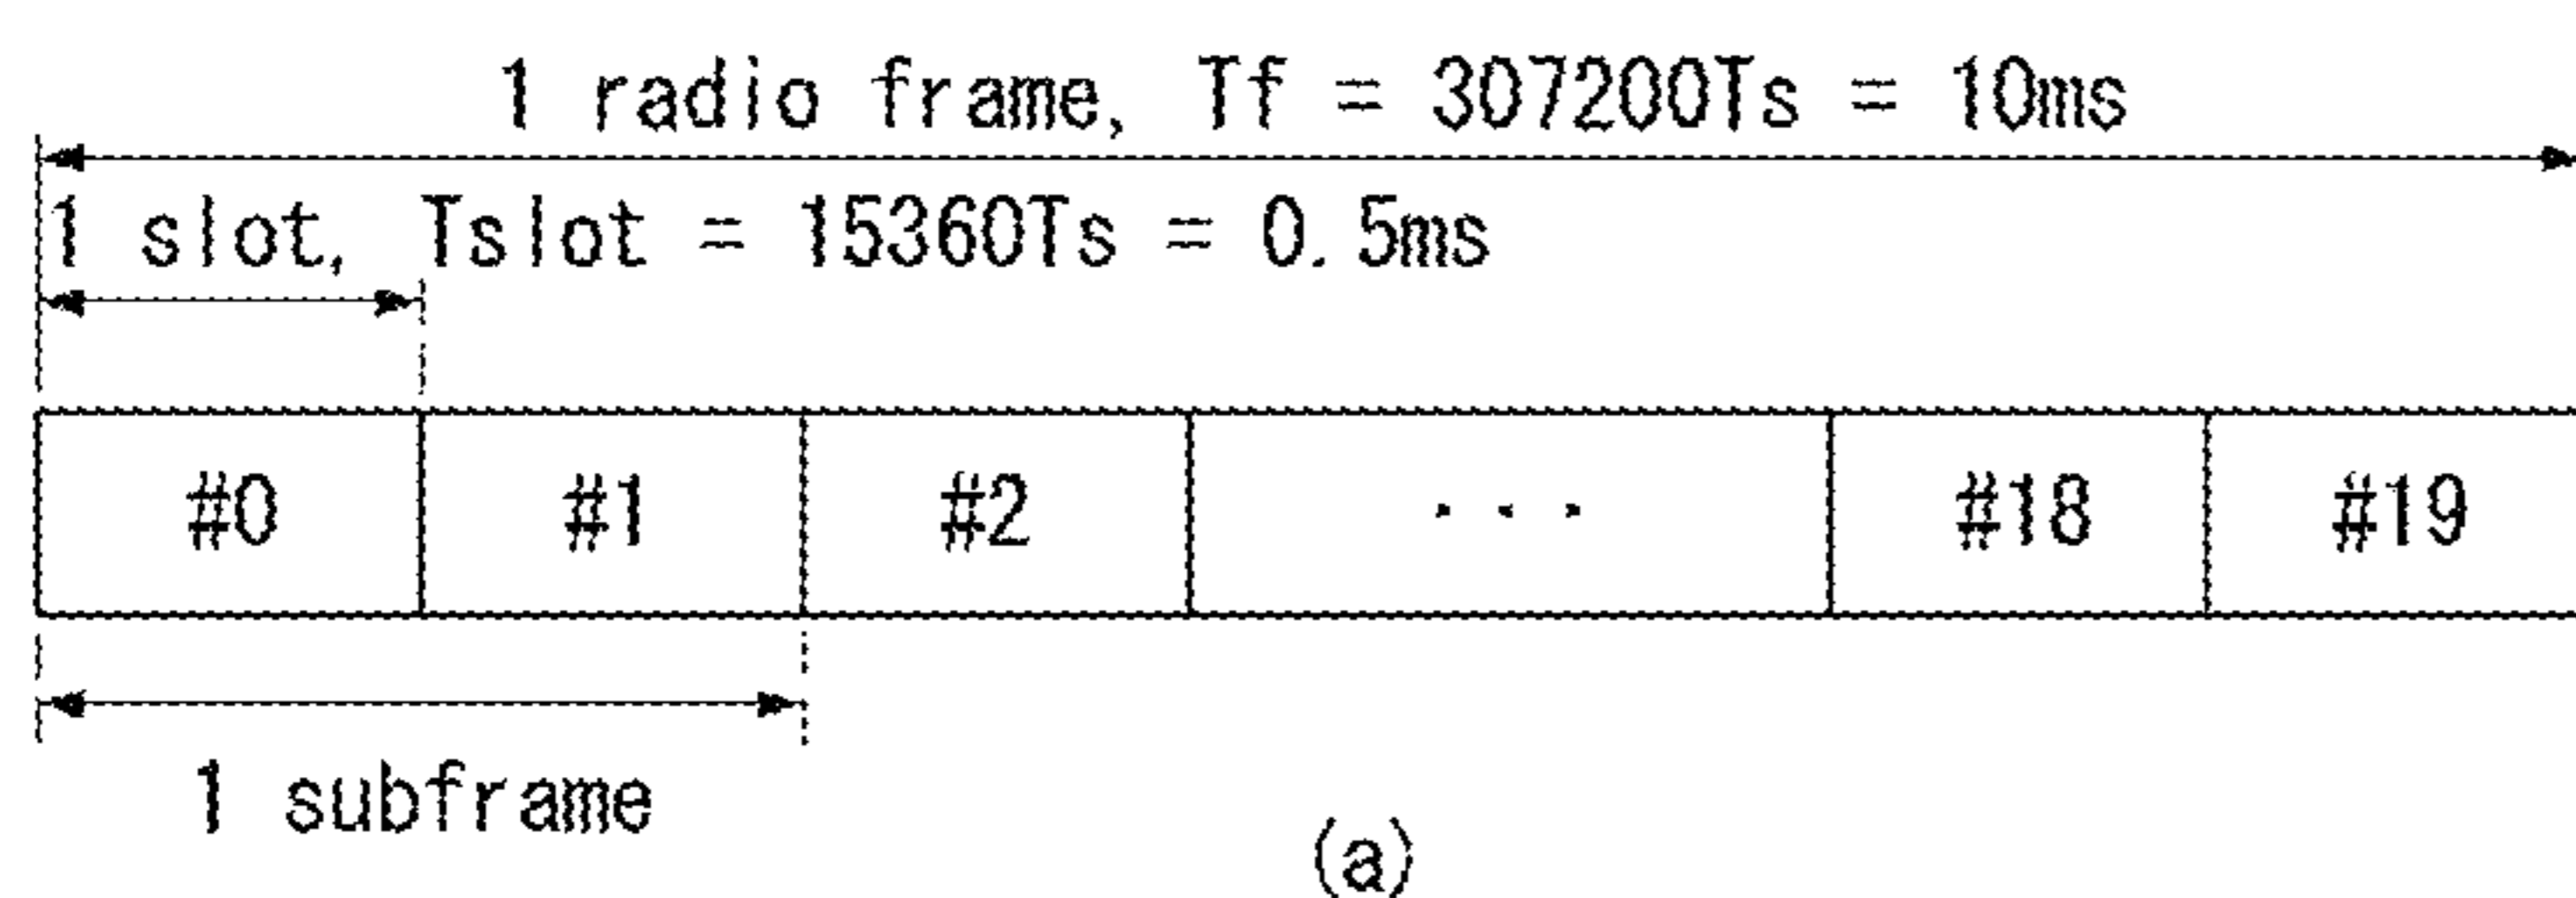 1 radio frame, Tf = 307200Ts = 10ms
1 slot, Tslot = 15360Ts = 0.5ms
#0 #1 #2 ... #18 #19
1 subframe
(a)